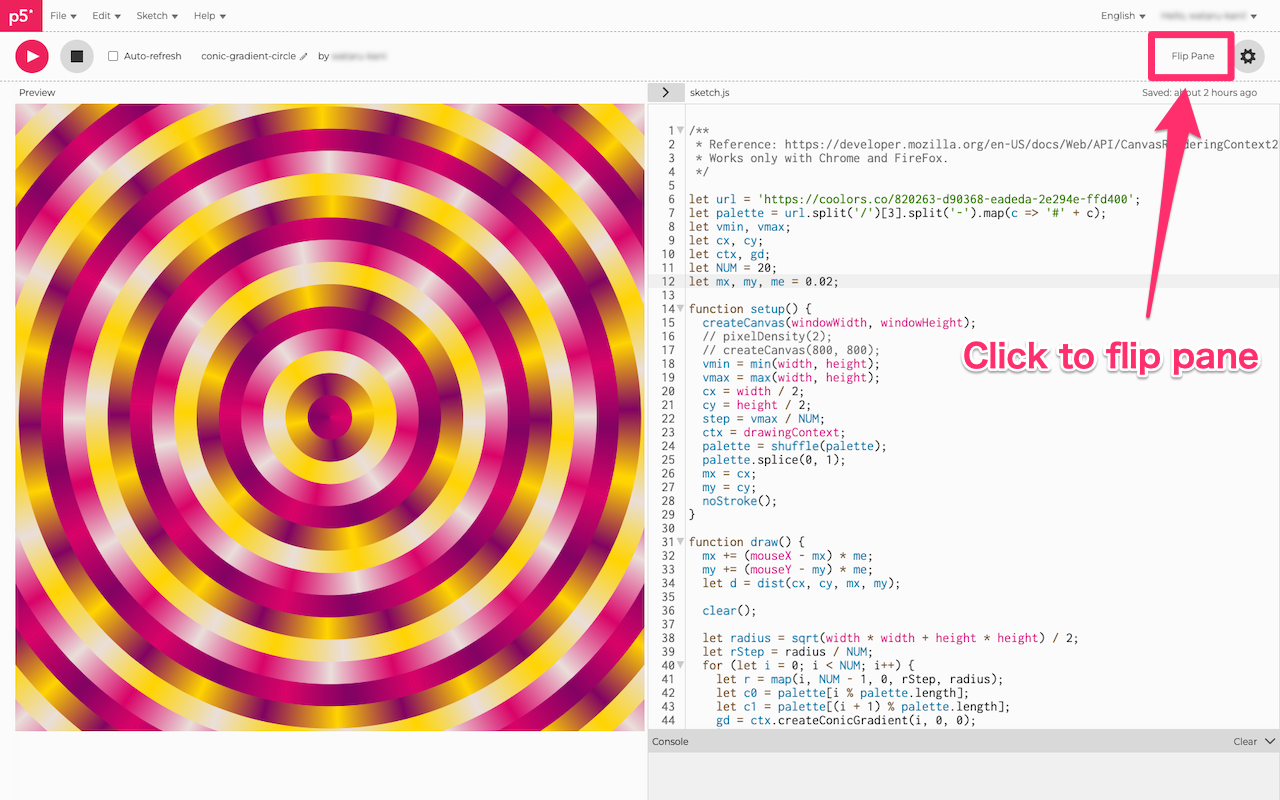 p5*
File Edit Sketch Help English
Auto-refresh conic-gradient-circle by
Flip Pane
Preview
sketch.js Saved: about 2 hours ago
1 /**
2 * Reference: https://developer.mozilla.org/en-US/docs/Web/API/CanvasRenderingContext2
3 * Works only with Chrome and FireFox.
4 */
5
6 let url = 'https://coolors.co/820263-d90368-eadeda-2e294e-ffd400';
7 let palette = url.split('/')[3].split('-').map(c => '#' + c);
8 let vmin, vmax;
9 let cx, cy;
10 let ctx, gd;
11 let NUM = 20;
12 let mx, my, me = 0.02;
13
14 function setup() {
15 createCanvas(windowWidth, windowHeight);
16 // pixelDensity(2);
17 // createCanvas(800, 800);
18 vmin = min(width, height);
19 vmax = max(width, height);
20 cx = width / 2;
21 cy = height / 2;
22 step = vmax / NUM;
23 ctx = drawingContext;
24 palette = shuffle(palette);
25 palette.splice(0, 1);
26 mx = cx;
27 my = cy;
28 noStroke();
29 }
30
31 function draw() {
32 mx += (mouseX - mx) * me;
33 my += (mouseY - my) * me;
34 let d = dist(cx, cy, mx, my);
35
36 clear();
37
38 let radius = sqrt(width * width + height * height) / 2;
39 let rStep = radius / NUM;
40 for (let i = 0; i < NUM; i++) {
41 let r = map(i, NUM - 1, 0, rStep, radius);
42 let c0 = palette[i % palette.length];
43 let c1 = palette[(i + 1) % palette.length];
44 gd = ctx.createConicGradient(i, 0, 0);
Click to flip pane
Console Clear